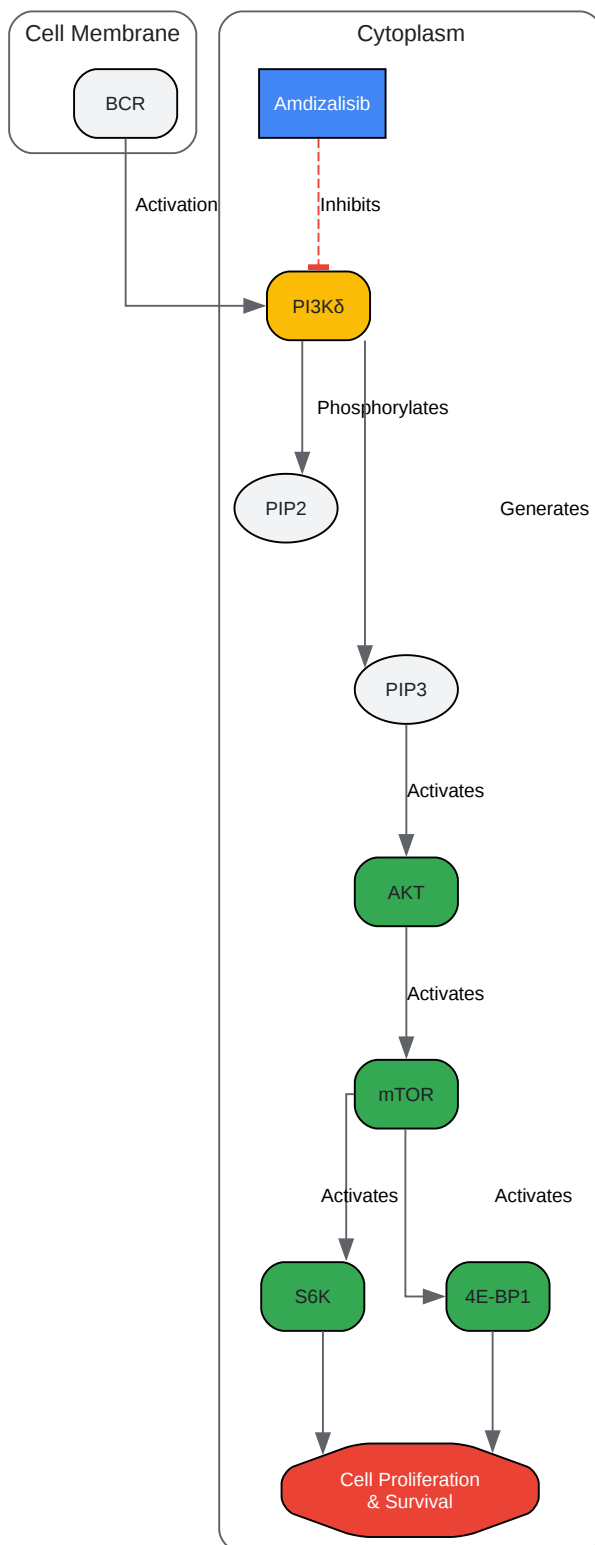 Cell Membrane
Cytoplasm
BCR
Amdizalisib
Activation
Inhibits
PI3Kδ
Phosphorylates
PIP2
Generates
PIP3
Activates
AKT
Activates
mTOR
Activates
Activates
S6K
4E-BP1
Cell Proliferation
& Survival